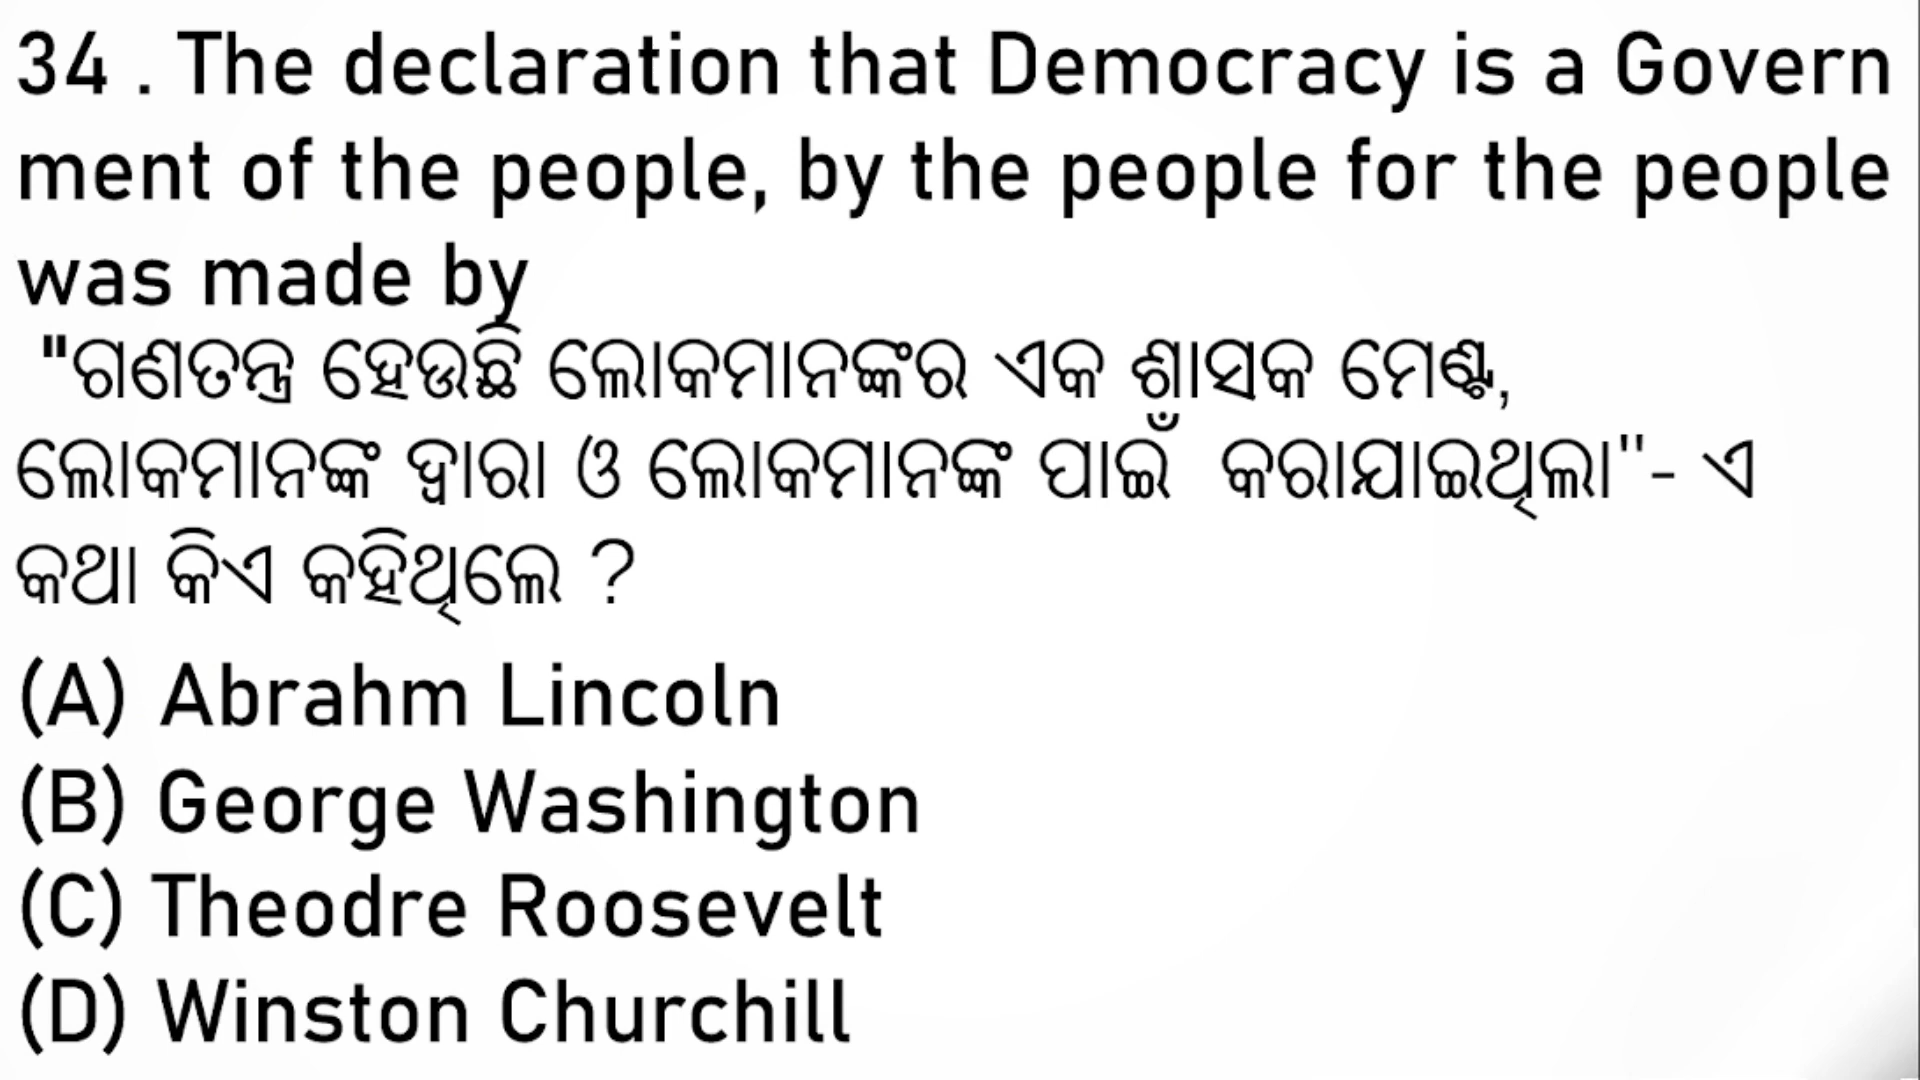 34 . The declaration that Democracy is a Govern
ment of the people, by the people for the people
was made by
"ଗଣତନ୍ତ୍ର ହେଉଛି ଲୋକମାନଙ୍କର ଏକ ଶାସକ ମେଣ୍ଟ,
ଲୋକମାନଙ୍କ ଦ୍ୱାରା ଓ ଲୋକମାନଙ୍କ ପାଇଁ କରାଯାଇଥିଲା"- ଏ
କଥା କିଏ କହିଥିଲେ ?
(A) Abrahm Lincoln
(B) George Washington
(C) Theodre Roosevelt
(D) Winston Churchill